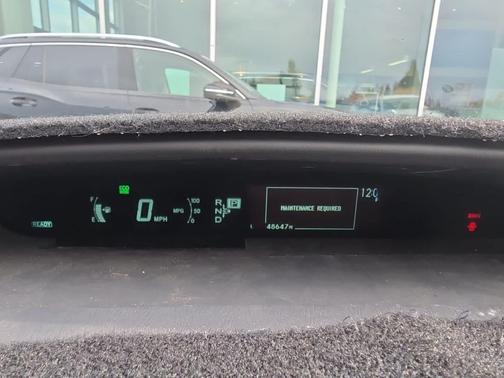 ECO
F
E
READY
0 MPH
MPG
100
50
0
R
N
D
P
MAINTENANCE REQUIRED
48647 M
120